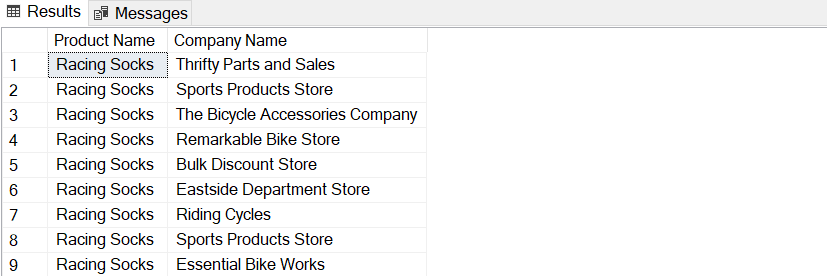 Results Messages
Product Name Company Name
1 Racing Socks Thrifty Parts and Sales
2 Racing Socks Sports Products Store
3 Racing Socks The Bicycle Accessories Company
4 Racing Socks Remarkable Bike Store
5 Racing Socks Bulk Discount Store
6 Racing Socks Eastside Department Store
7 Racing Socks Riding Cycles
8 Racing Socks Sports Products Store
9 Racing Socks Essential Bike Works